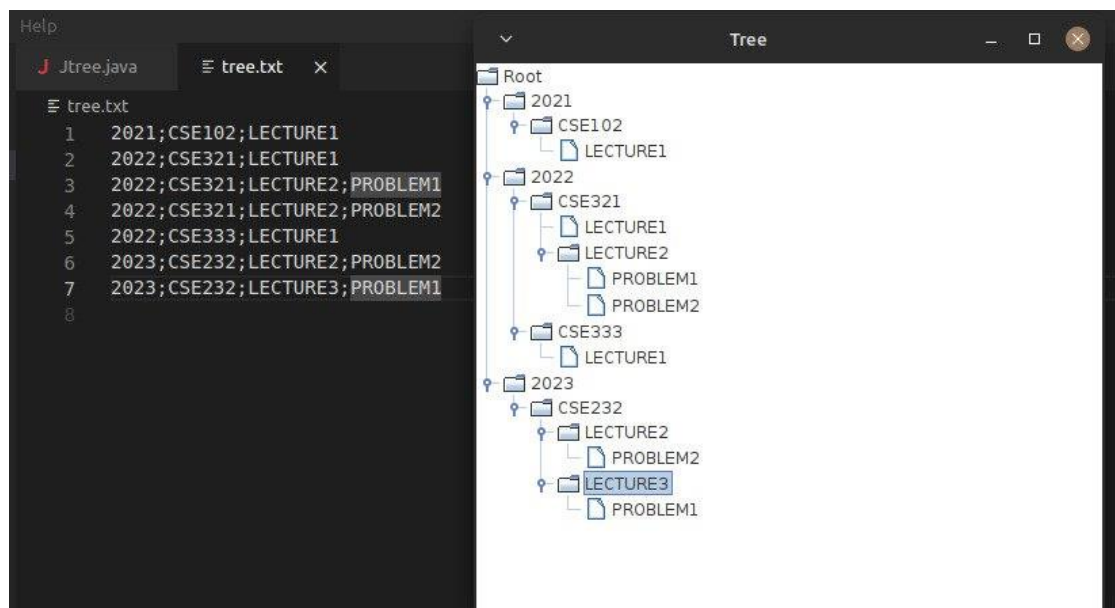 Help
Jtree.java
tree.txt
tree.txt
1 2021;CSE102;LECTURE1
2 2022;CSE321;LECTURE1
3 2022;CSE321;LECTURE2;PROBLEM1
4 2022;CSE321;LECTURE2;PROBLEM2
5 2022;CSE333;LECTURE1
6 2023;CSE232;LECTURE2;PROBLEM2
7 2023;CSE232;LECTURE3;PROBLEM1
8
Tree
Root
2021
CSE102
LECTURE1
2022
CSE321
LECTURE1
LECTURE2
PROBLEM1
PROBLEM2
CSE333
LECTURE1
2023
CSE232
LECTURE2
PROBLEM2
LECTURE3
PROBLEM1